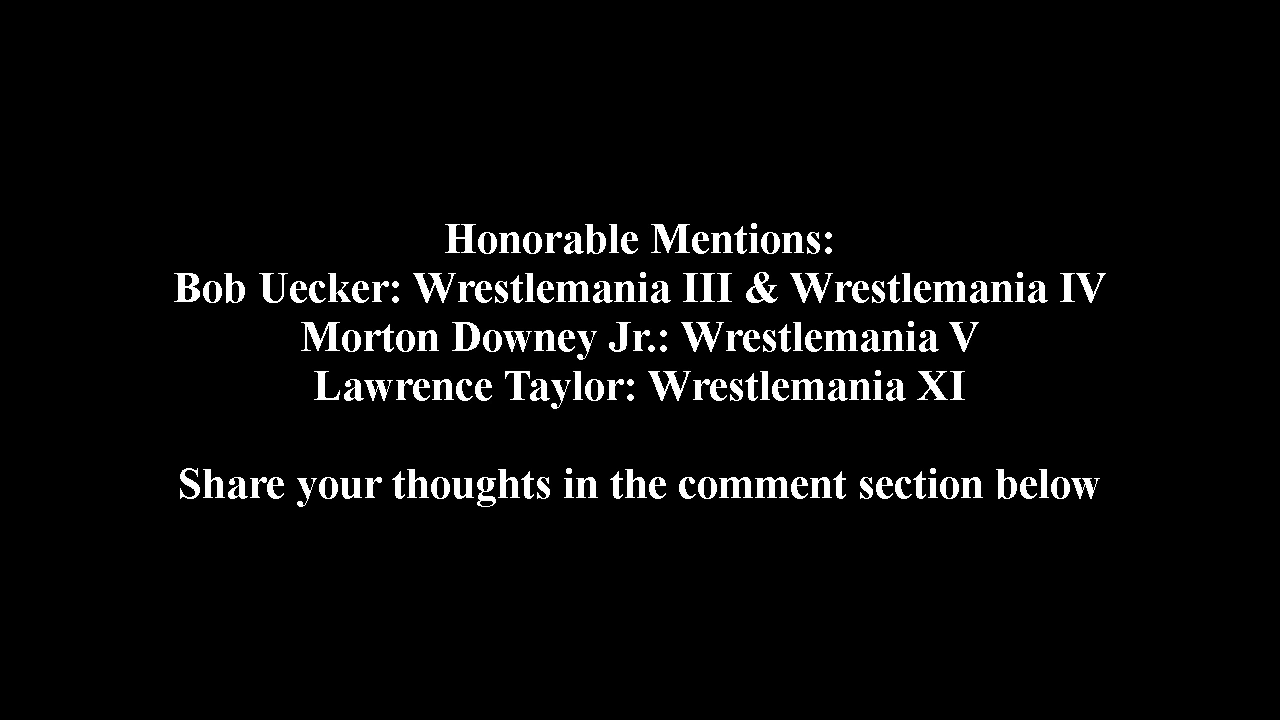 Honorable Mentions:
Bob Uecker: Wrestlemania III & Wrestlemania IV
Morton Downey Jr.: Wrestlemania V
Lawrence Taylor: Wrestlemania XI
Share your thoughts in the comment section below